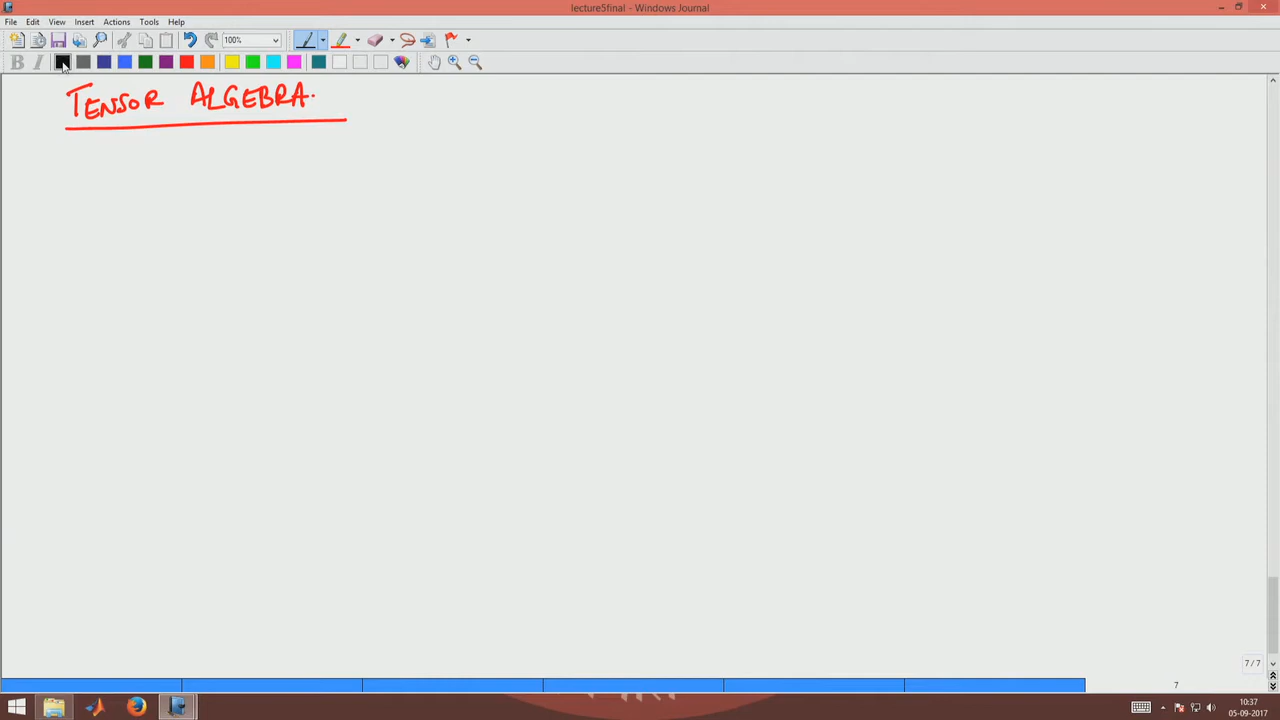 lecture5final - Windows Journal
File Edit View Insert Actions Tools Help
100%
B I
TENSOR ALGEBRA.
7/7
7
10:37
05-09-2017